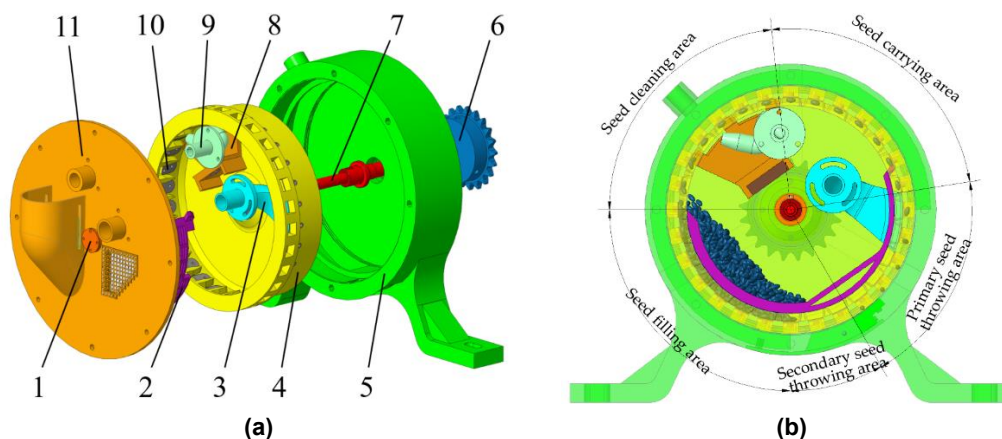 11 10 9 8 7 6
1 2 3 4 5
(a)
Seed cleaning area
Seed carrying area
Seed filling area
Secondary seed
throwing area
Primary seed
throwing area
(b)